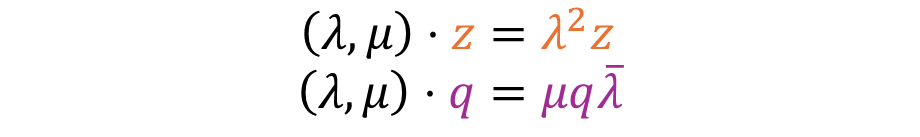 (λ, μ) · z = λ²z
(λ, μ) · q = μqλ̄